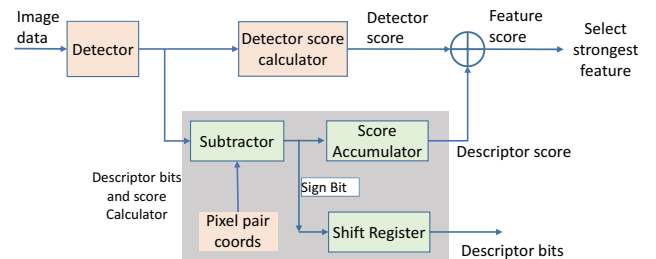 Image
data
Detector
Detector score
calculator
Detector
score
Feature
score
Select
strongest
feature
Subtractor
Score
Accumulator
Descriptor score
Descriptor bits
and score
Calculator
Sign Bit
Pixel pair
coords
Shift Register
Descriptor bits